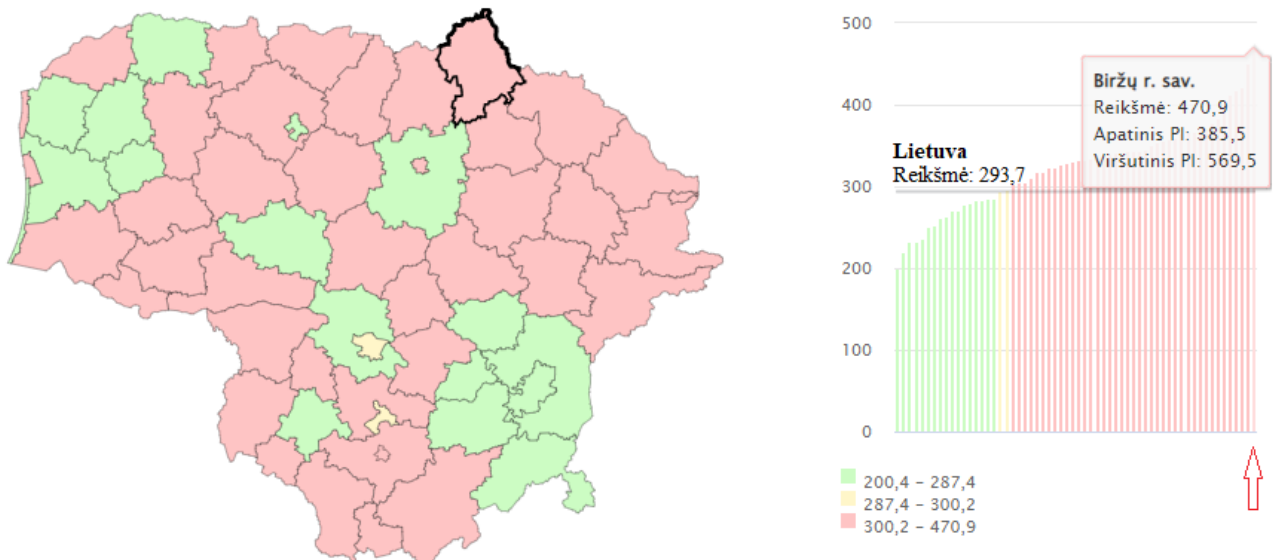 500
400
300
200
100
0
Biržų r. sav.
Reikšmė: 470,9
Apatinis PI: 385,5
Viršutinis PI: 569,5
Lietuva
Reikšmė: 293,7
200,4 – 287,4
287,4 – 300,2
300,2 – 470,9